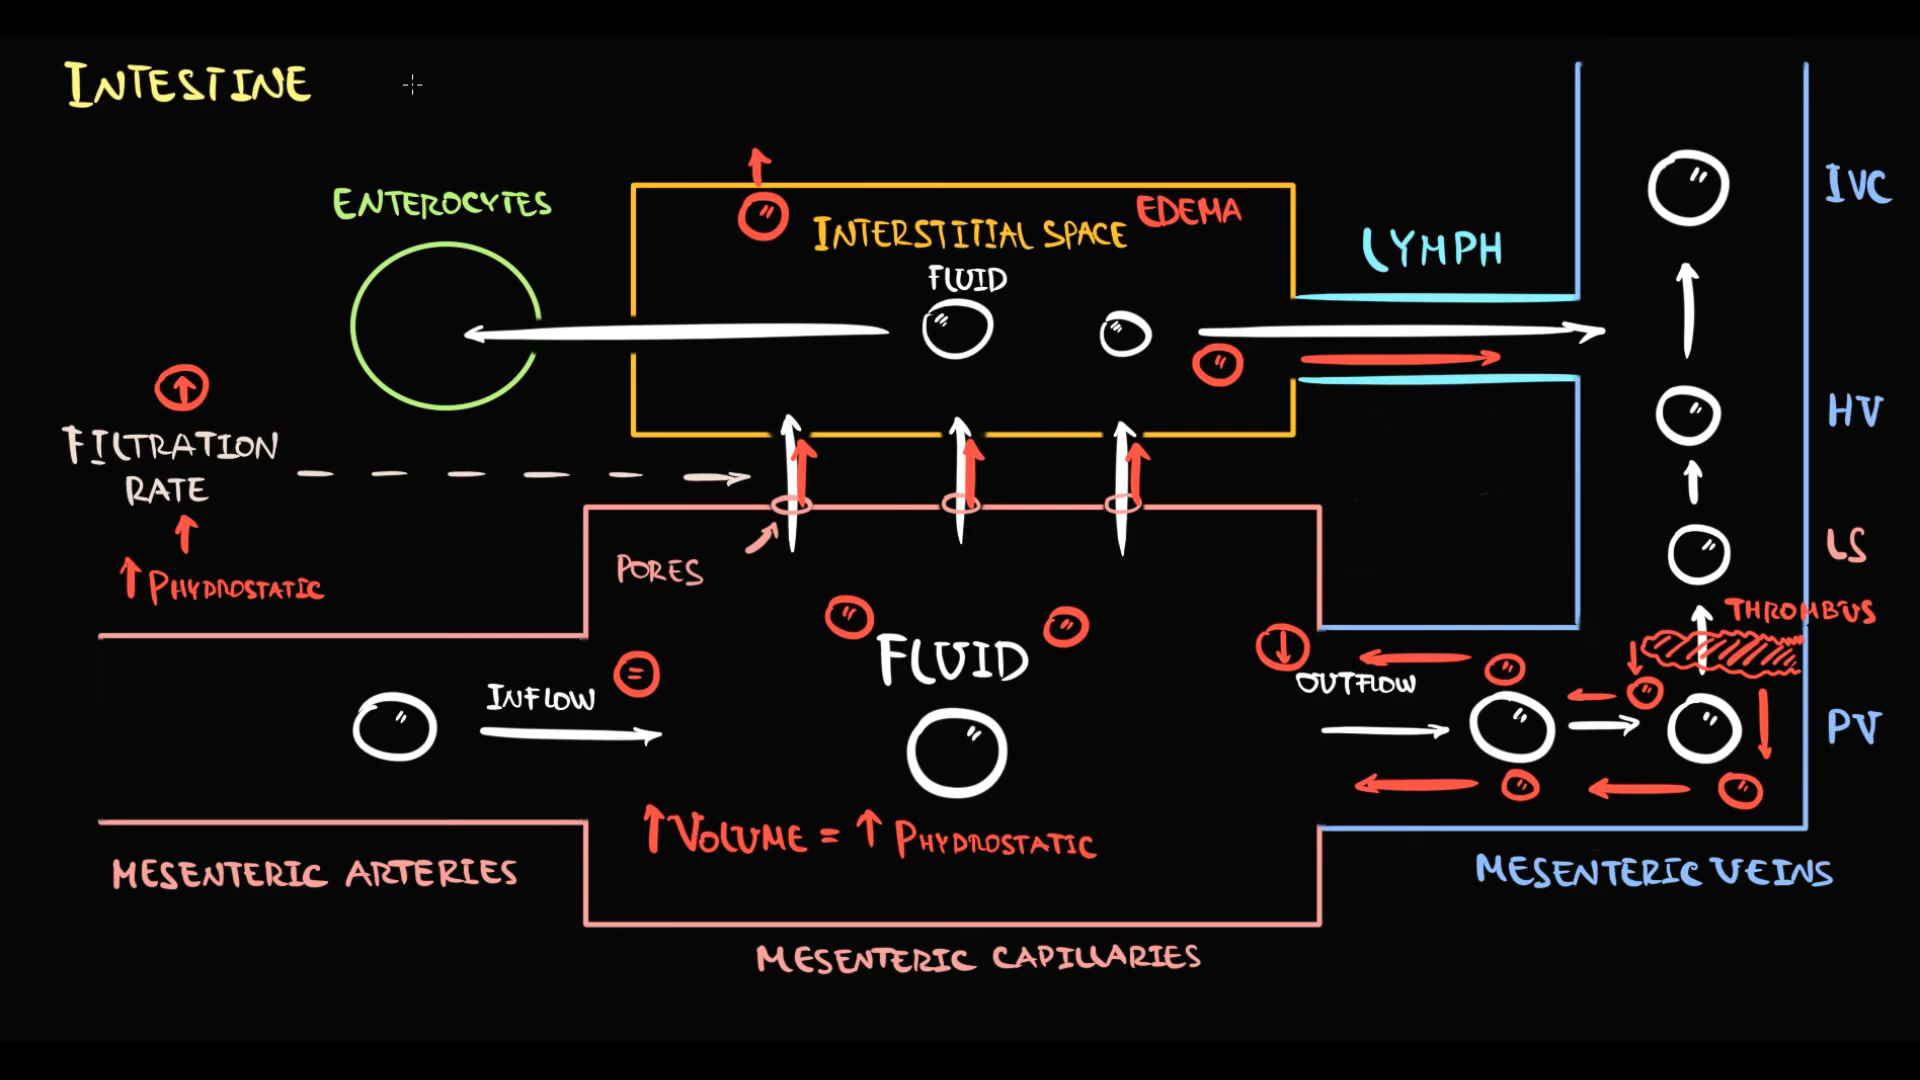 INTESTINE
ENTEROCYTES
INTERSTITIAL SPACE
EDEMA
FLUID
LYMPH
IVC
HV
LS
THROMBUS
PV
FILTRATION
RATE
↑ PHYDROSTATIC
PORES
INFLOW
=
FLUID
OUTFLOW
↑ VOLUME = ↑ PHYDROSTATIC
MESENTERIC ARTERIES
MESENTERIC VEINS
MESENTERIC CAPILLARIES